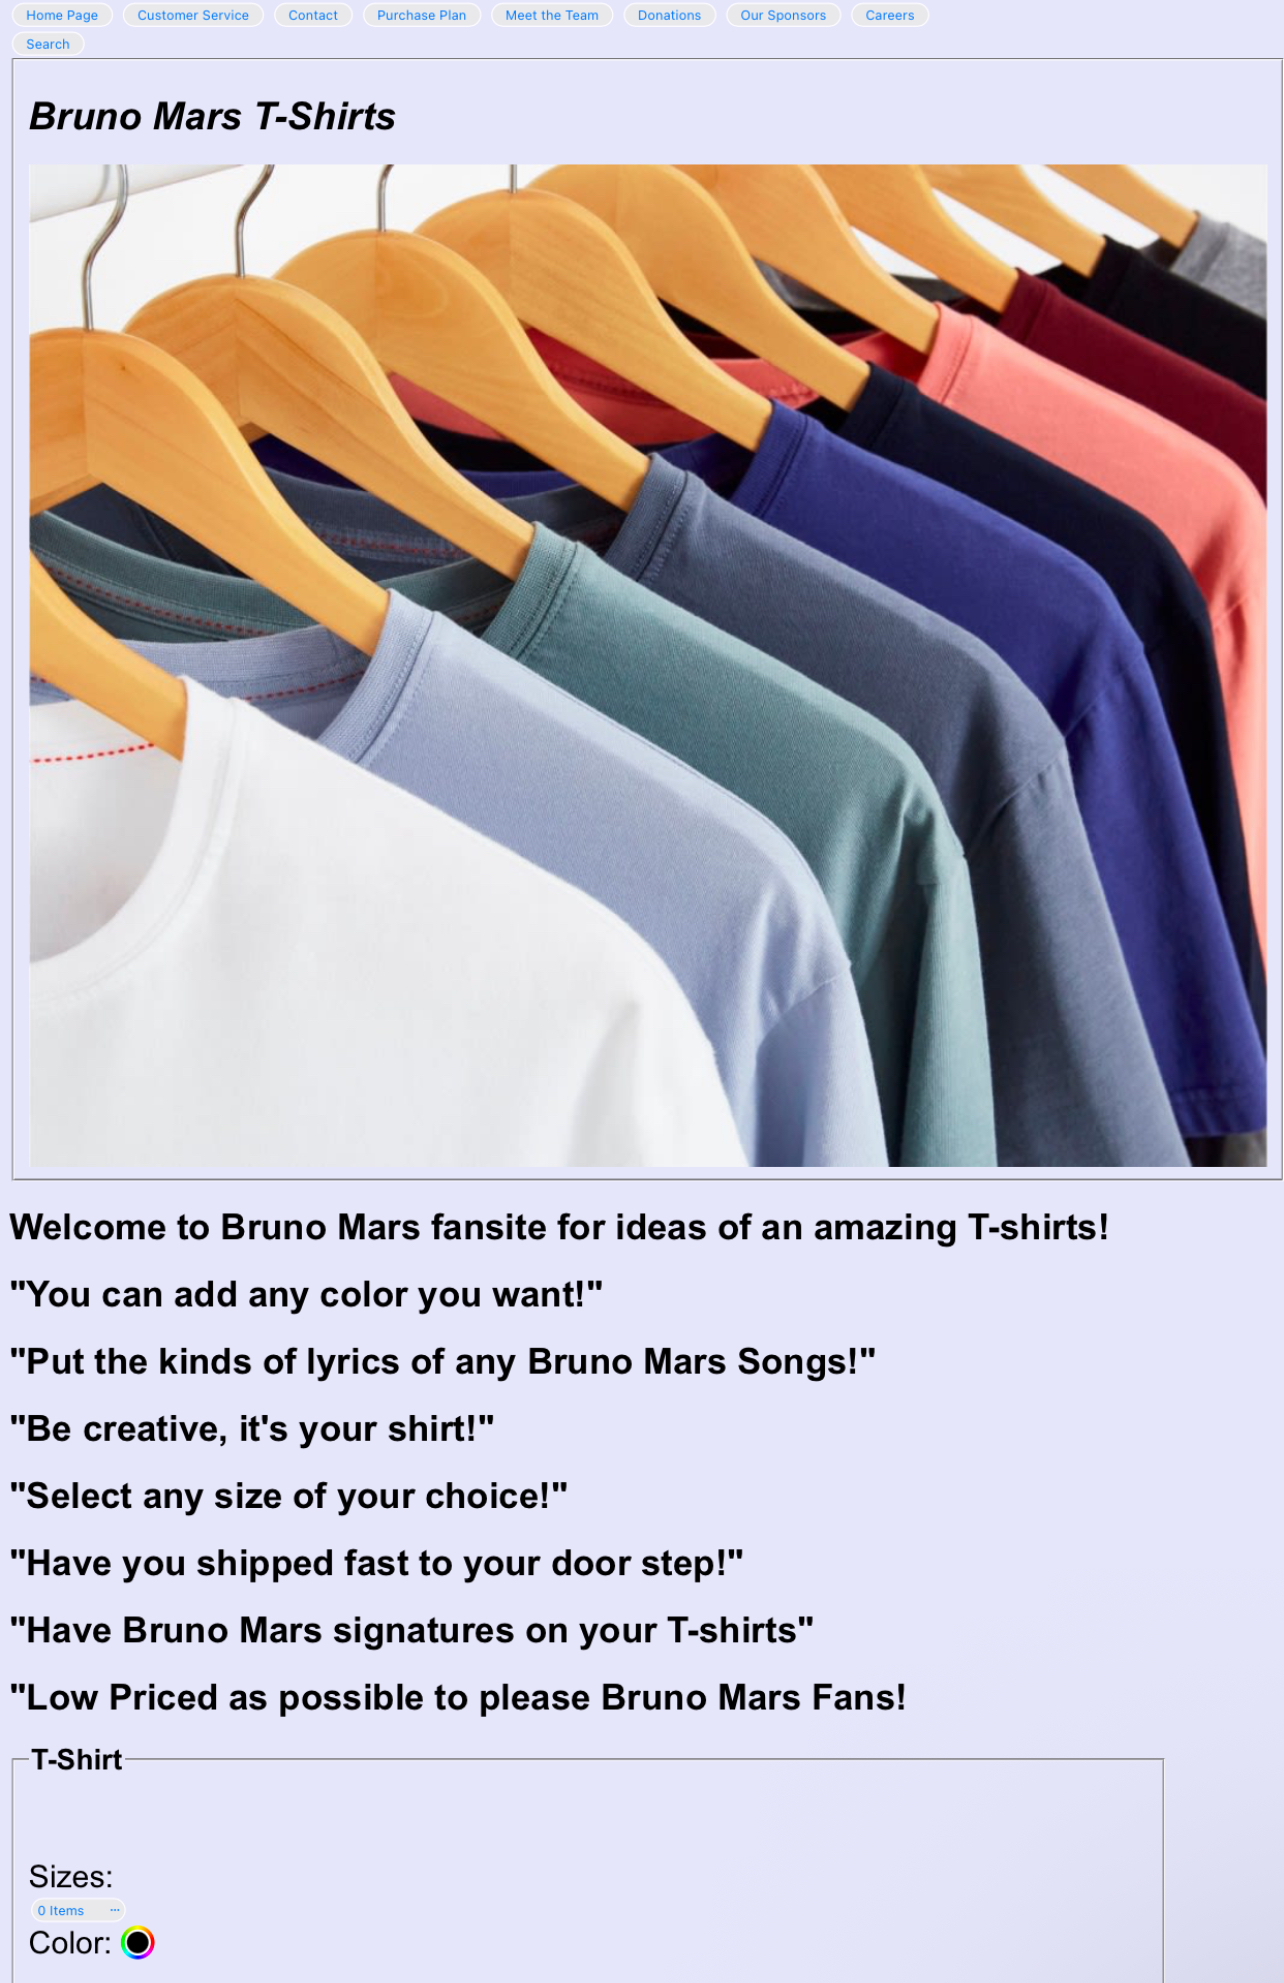 Home Page Customer Service Contact Purchase Plan Meet the Team Donations Our Sponsors Careers
Search
Bruno Mars T-Shirts
Welcome to Bruno Mars fansite for ideas of an amazing T-shirts!
"You can add any color you want!"
"Put the kinds of lyrics of any Bruno Mars Songs!"
"Be creative, it's your shirt!"
"Select any size of your choice!"
"Have you shipped fast to your door step!"
"Have Bruno Mars signatures on your T-shirts"
"Low Priced as possible to please Bruno Mars Fans!
T-Shirt
Sizes:
0 Items ...
Color: